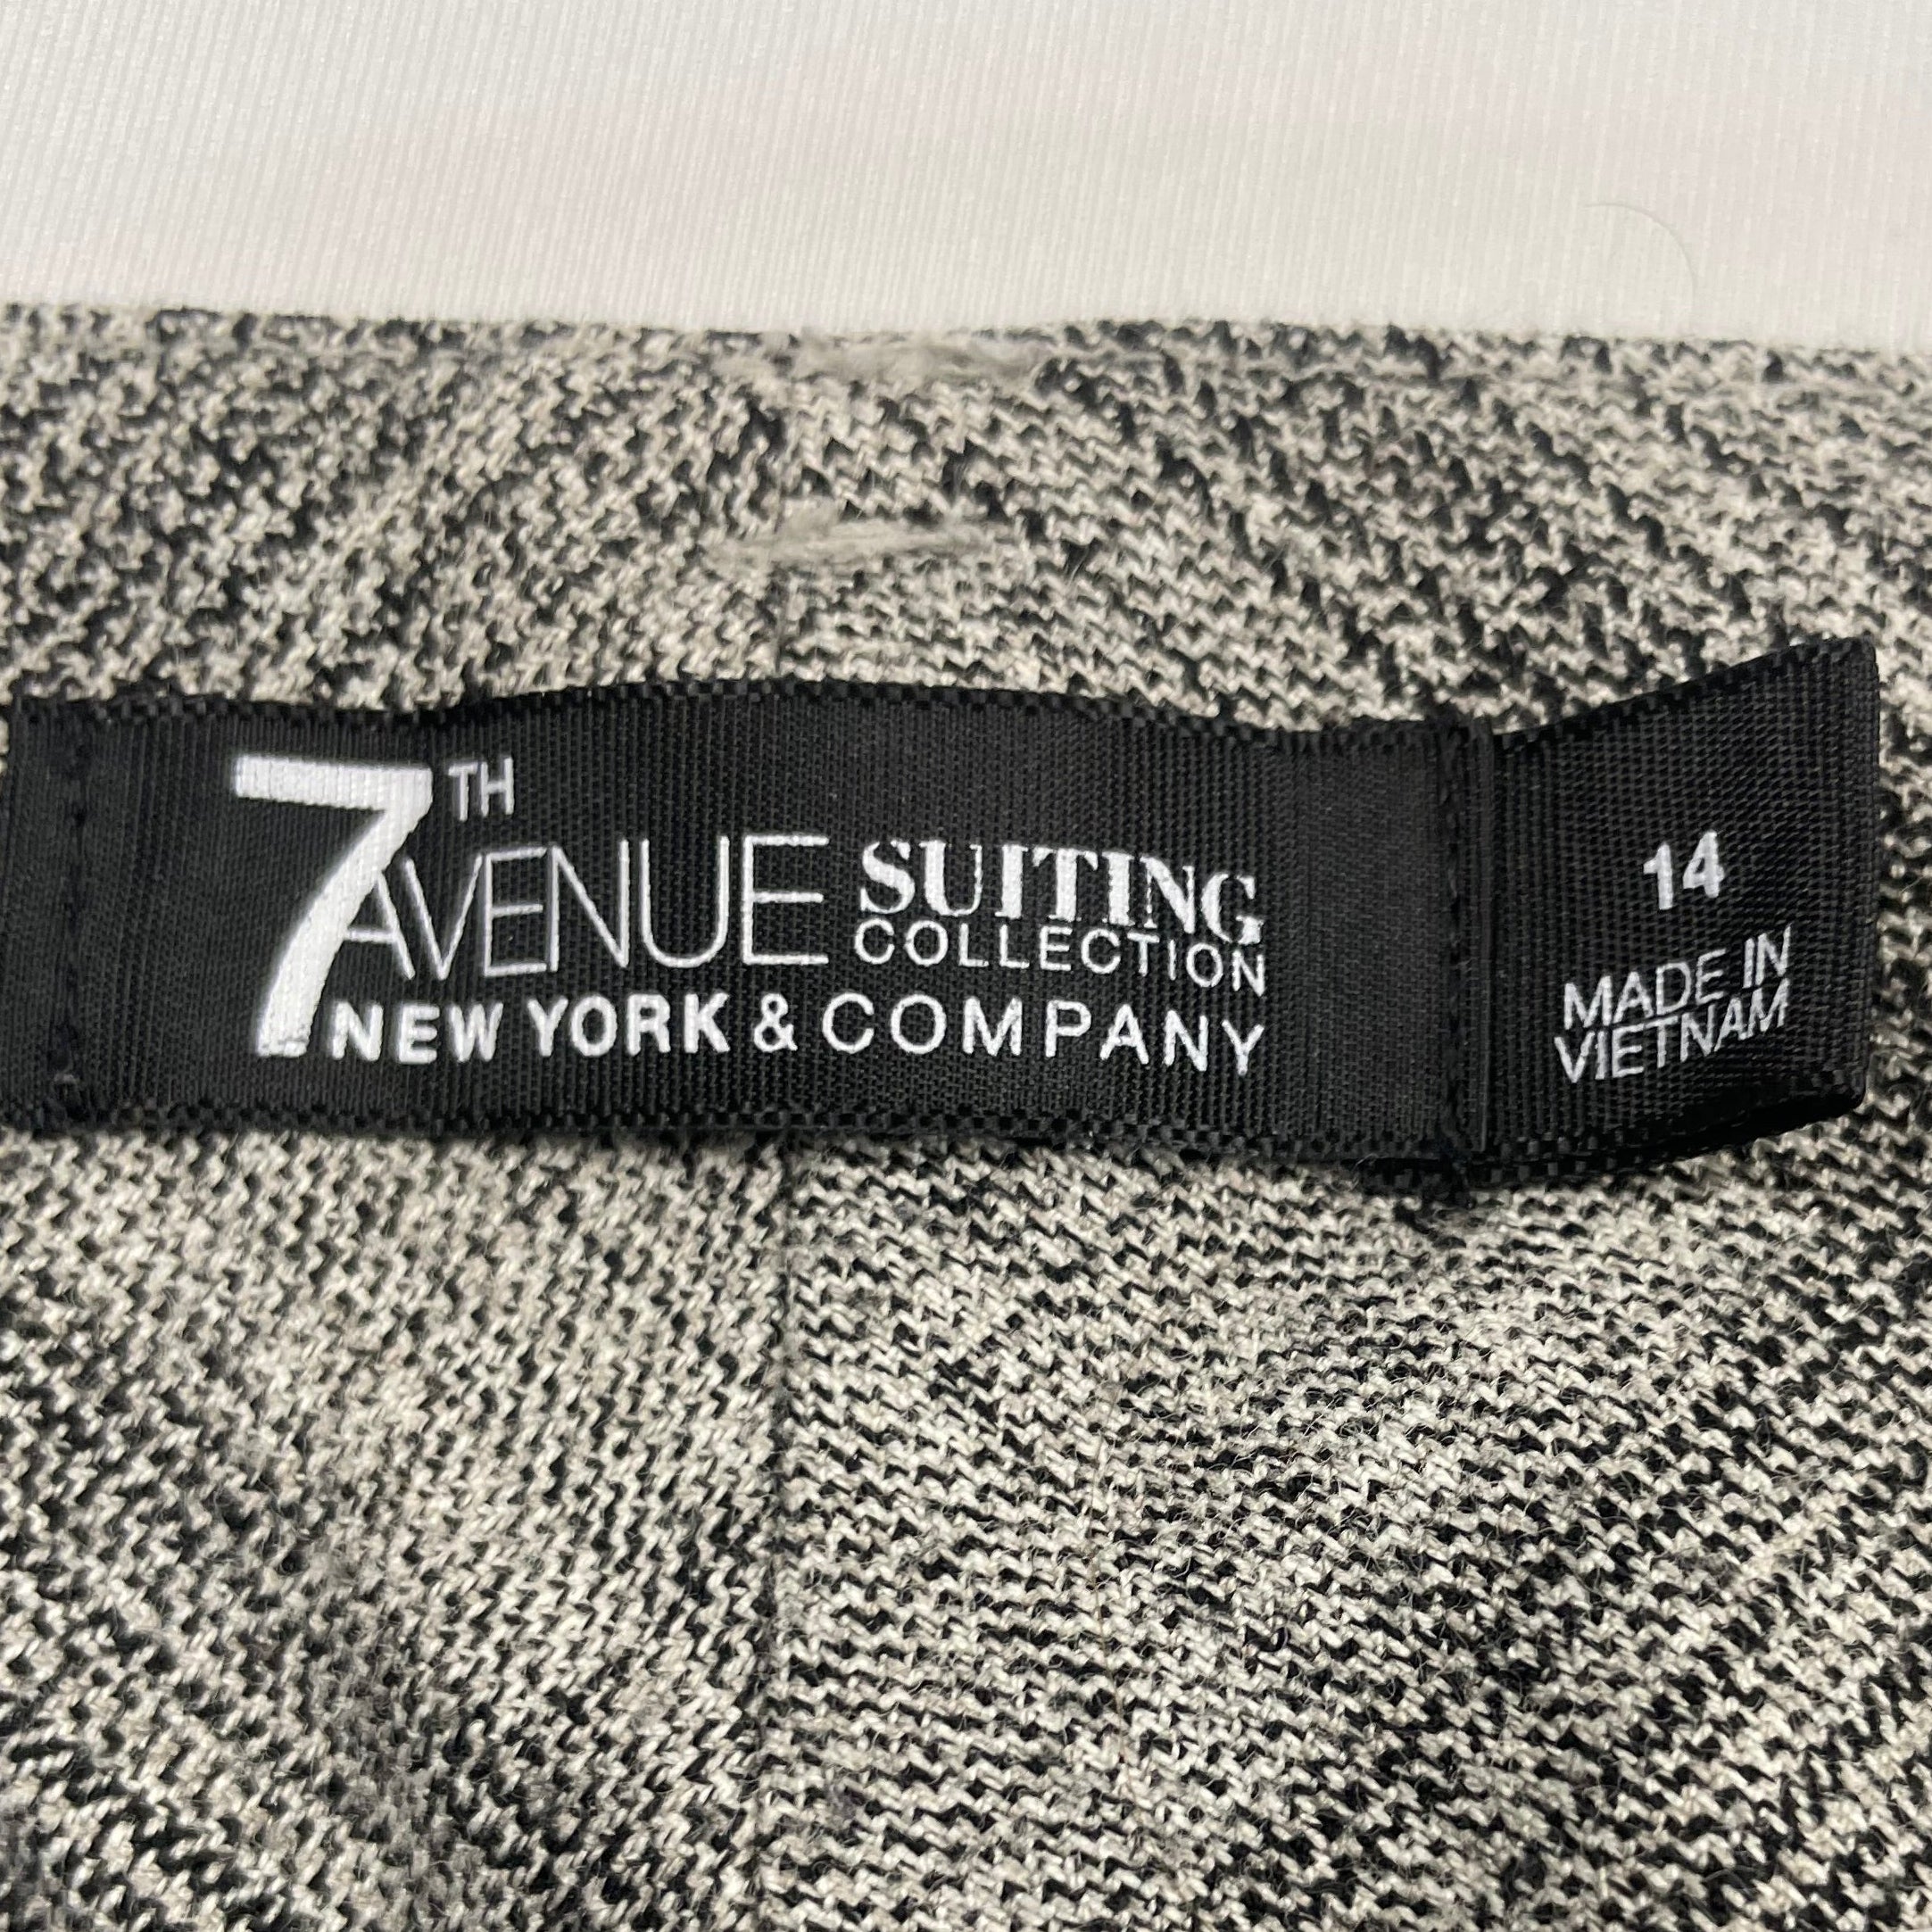 7TH
AVENUE SUITING
COLLECTION
NEW YORK & COMPANY
14
MADE IN
VIETNAM